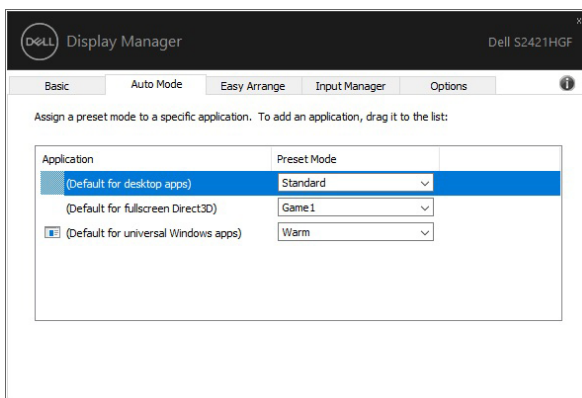 DELL Display Manager Dell S2421HGF
Basic Auto Mode Easy Arrange Input Manager Options
Assign a preset mode to a specific application. To add an application, drag it to the list:
Application Preset Mode
(Default for desktop apps) Standard
(Default for fullscreen Direct3D) Game1
(Default for universal Windows apps) Warm